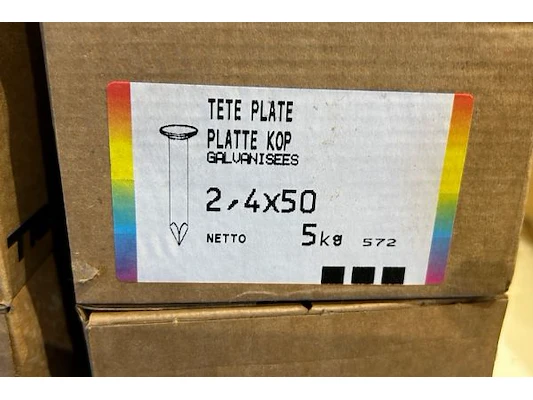 TETE PLATE
PLATTE KOP
GALVANISEES
2,4x50
NETTO 5kg 572